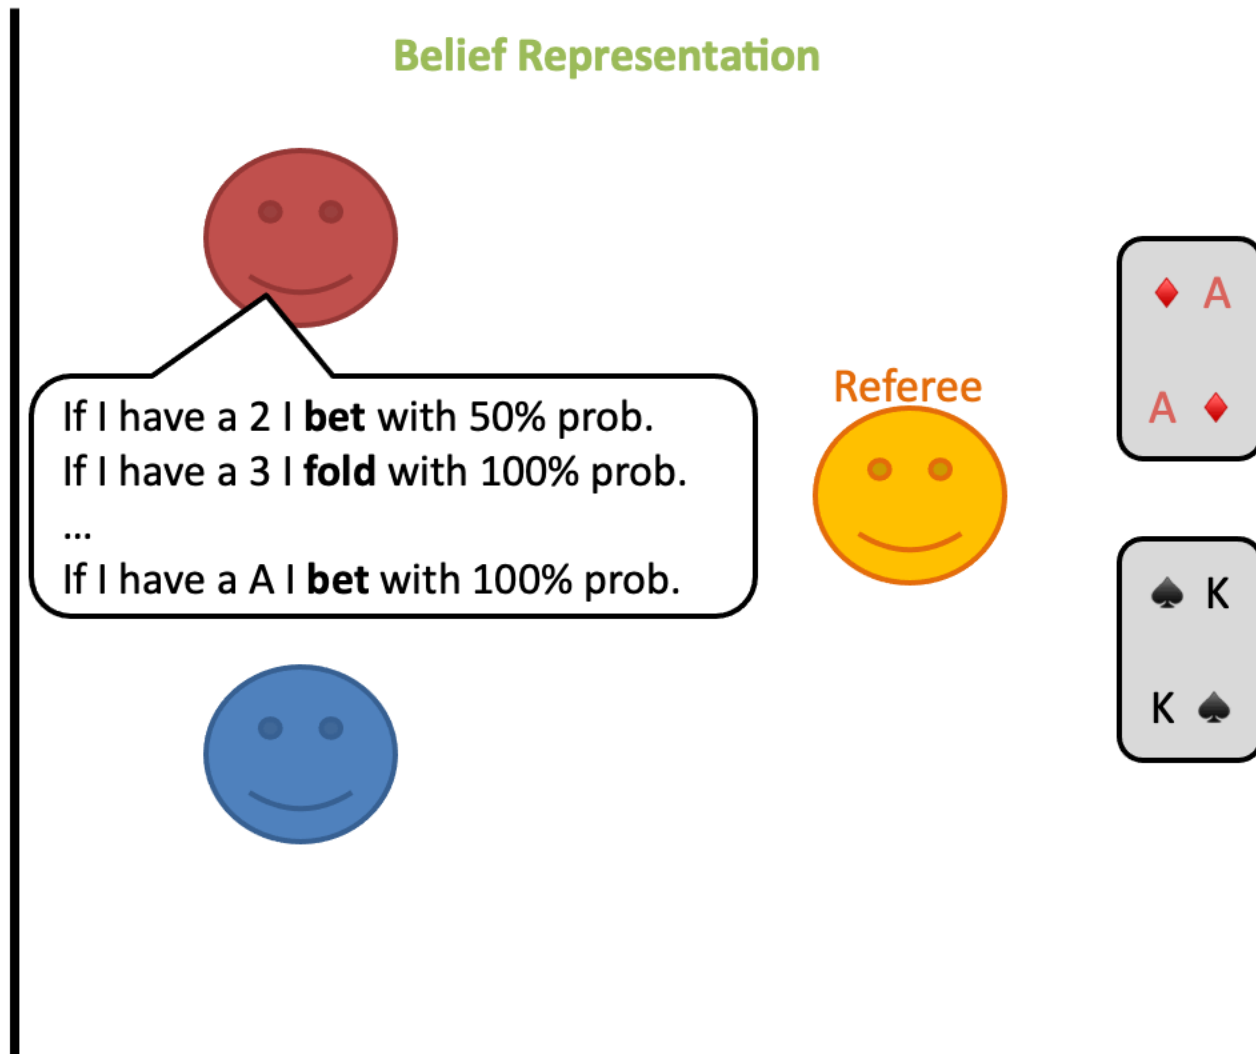 Belief Representation
If I have a 2 I bet with 50% prob.
If I have a 3 I fold with 100% prob.
...
If I have a A I bet with 100% prob.
Referee
♦ A
A ♦
♠ K
K ♠